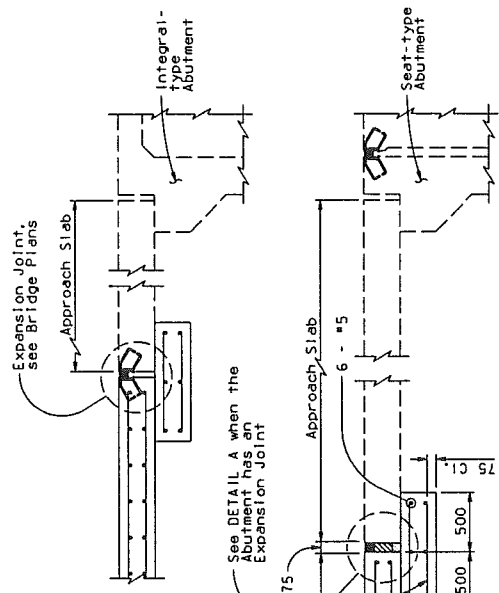 Integral-
type
Abutment
Expansion Joint,
see Bridge Plans
Approach Slab
Seat-type
Abutment
Approach Slab
6 - #5
See DETAIL A when the
Abutment has an
Expansion Joint
75
75 Cl.
500
500